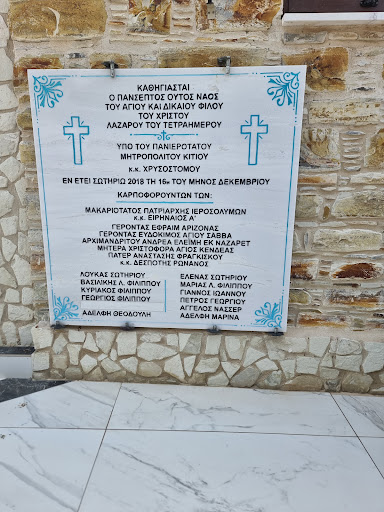 ΚΑΘΗΓΙΑΣΤΑΙ
Ο ΠΑΝΣΕΠΤΟΣ ΟΥΤΟΣ ΝΑΟΣ
ΤΟΥ ΑΓΙΟΥ ΚΑΙ ΔΙΚΑΙΟΥ ΦΙΛΟΥ
ΤΟΥ ΧΡΙΣΤΟΥ
ΛΑΖΑΡΟΥ ΤΟΥ ΤΕΤΡΑΗΜΕΡΟΥ
ΥΠΟ ΤΟΥ ΠΑΝΙΕΡΟΤΑΤΟΥ
ΜΗΤΡΟΠΟΛΙΤΟΥ ΚΙΤΙΟΥ
κ.κ. ΧΡΥΣΟΣΤΟΜΟΥ
ΕΝ ΕΤΕΙ ΣΩΤΗΡΙΩ 2018 ΤΗ 16η ΤΟΥ ΜΗΝΟΣ ΔΕΚΕΜΒΡΙΟΥ
ΚΑΡΠΟΦΟΡΟΥΝΤΩΝ ΤΩΝ:
ΜΑΚΑΡΙΟΤΑΤΟΣ ΠΑΤΡΙΑΡΧΗΣ ΙΕΡΟΣΟΛΥΜΩΝ
κ.κ. ΕΙΡΗΝΑΙΟΣ Α'
ΓΕΡΟΝΤΑΣ ΕΦΡΑΙΜ ΑΡΙΖΟΝΑΣ
ΓΕΡΟΝΤΑΣ ΕΥΔΟΚΙΜΟΣ ΑΓΙΟΥ ΣΑΒΒΑ
ΑΡΧΙΜΑΝΔΡΙΤΟΥ ΑΝΔΡΕΑ ΕΛΕΙΜΗ ΕΚ ΝΑΖΑΡΕΤ
ΜΗΤΕΡΑ ΧΡΙΣΤΟΦΟΡΑ ΑΓΙΟΣ ΚΕΝΔΕΑΣ
ΠΑΤΕΡ ΑΝΑΣΤΑΣΗΣ ΦΡΑΓΚΙΣΚΟΥ
κ.κ. ΔΕΣΠΟΤΗΣ ΡΩΜΑΝΟΣ
ΛΟΥΚΑΣ ΣΩΤΗΡΙΟΥ
ΒΑΣΙΛΙΚΗΣ Λ. ΦΙΛΙΠΠΟΥ
ΚΥΡΙΑΚΟΣ ΦΙΛΙΠΠΟΥ
ΓΕΩΡΓΙΟΣ ΦΙΛΙΠΠΟΥ
ΑΔΕΛΦΗ ΘΕΟΔΟΥΛΗ
ΕΛΕΝΑΣ ΣΩΤΗΡΙΟΥ
ΜΑΡΙΑΣ Λ. ΦΙΛΙΠΠΟΥ
ΓΙΑΝΝΟΣ ΙΩΑΝΝΟΥ
ΠΕΤΡΟΣ ΓΕΩΡΓΙΟΥ
ΑΓΓΕΛΟΣ ΝΑΣΣΕΡ
ΑΔΕΛΦΗ ΜΑΡΙΝΑ